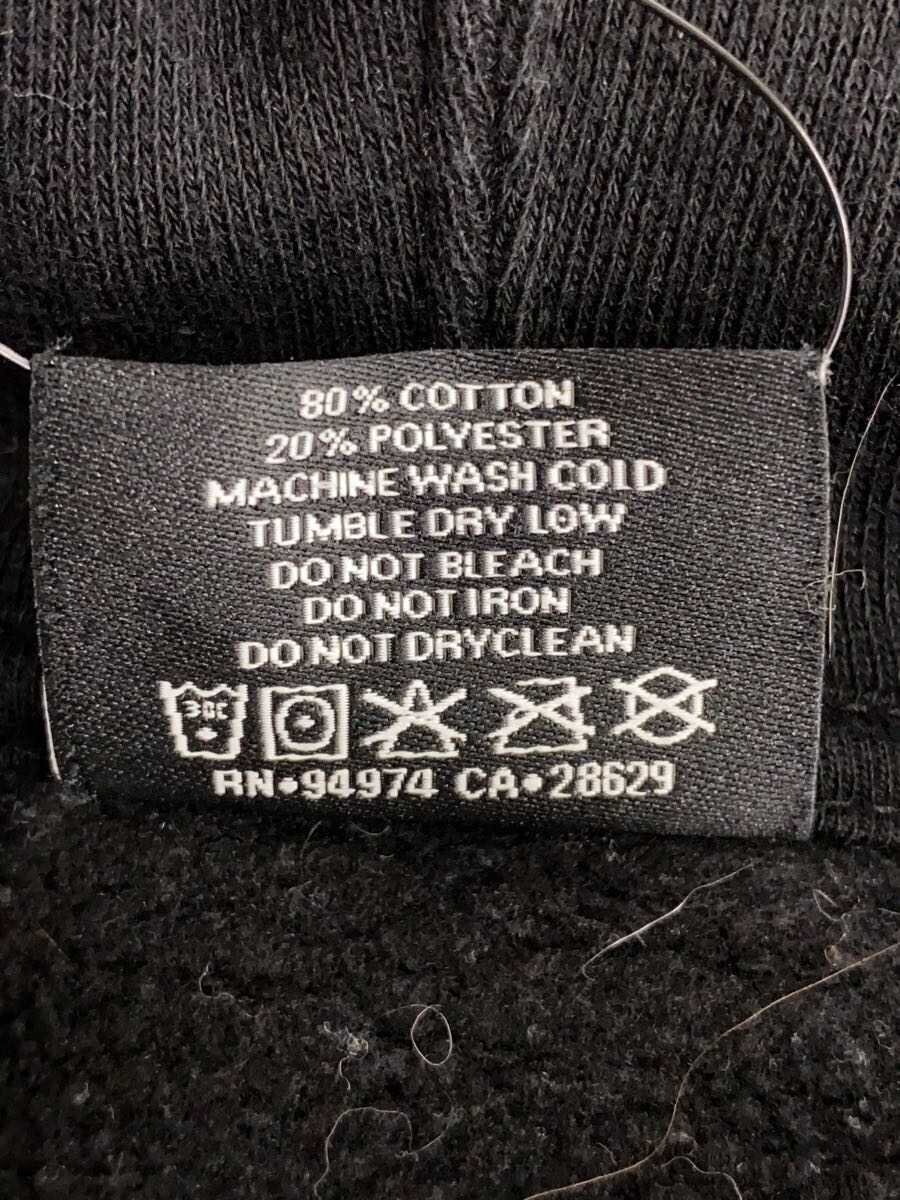 80% COTTON
20% POLYESTER
MACHINE WASH COLD
TUMBLE DRY LOW
DO NOT BLEACH
DO NOT IRON
DO NOT DRYCLEAN
30C
RN•94974 CA•28629